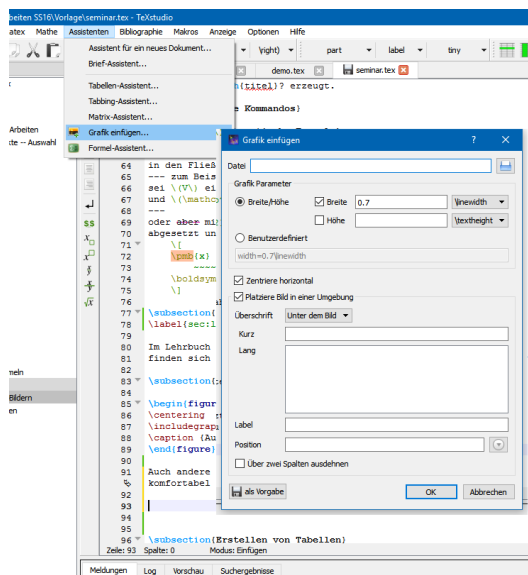 beiten SS16\Vorlage\seminar.tex - TeXstudio
atex Mathe Assistenten Bibliographie Makros Anzeige Optionen Hilfe
\right) part label tiny
demo.tex seminar.tex
Assistent für ein neues Dokument...
Brief-Assistent...
Tabellen-Assistent...
Tabbing-Assistent...
Matrix-Assistent...
Grafik einfügen...
Formel-Assistent...
{titel}? erzeugt.
e Kommandos}
Arbeiten
kte -- Auswahl
meln
Bildern
en
64 in den Fließ
65 --- zum Beis
66 sei \(V\) ei
67 und \(\mathc
68 ---
69 oder aber mi
70 abgesetzt un
71 \[
72 \pmb{x}
73 ~~~~
74 \boldsym
75 \]
76
77 \subsection{
78 \label{sec:l
79
80 Im Lehrbuch
81 finden sich
82
83 \subsection{
84
85 \begin{figur
86 \centering
87 \includegrap
88 \caption {Au
89 \end{figure}
90
91 Auch andere
komfortabel
92
93
94
95
96 \subsection{Erstellen von Tabellen}
Zeile: 93 Spalte: 0 Modus: Einfügen
Meldungen Log Vorschau Suchergebnisse
Grafik einfügen ? ×
Datei
Grafik Parameter
Breite/Höhe Breite 0.7 \linewidth
Höhe \textheight
Benutzerdefiniert
width=0.7\linewidth
Zentriere horizontal
Platziere Bild in einer Umgebung
Überschrift Unter dem Bild
Kurz
Lang
Label
Position
Über zwei Spalten ausdehnen
als Vorgabe OK Abbrechen